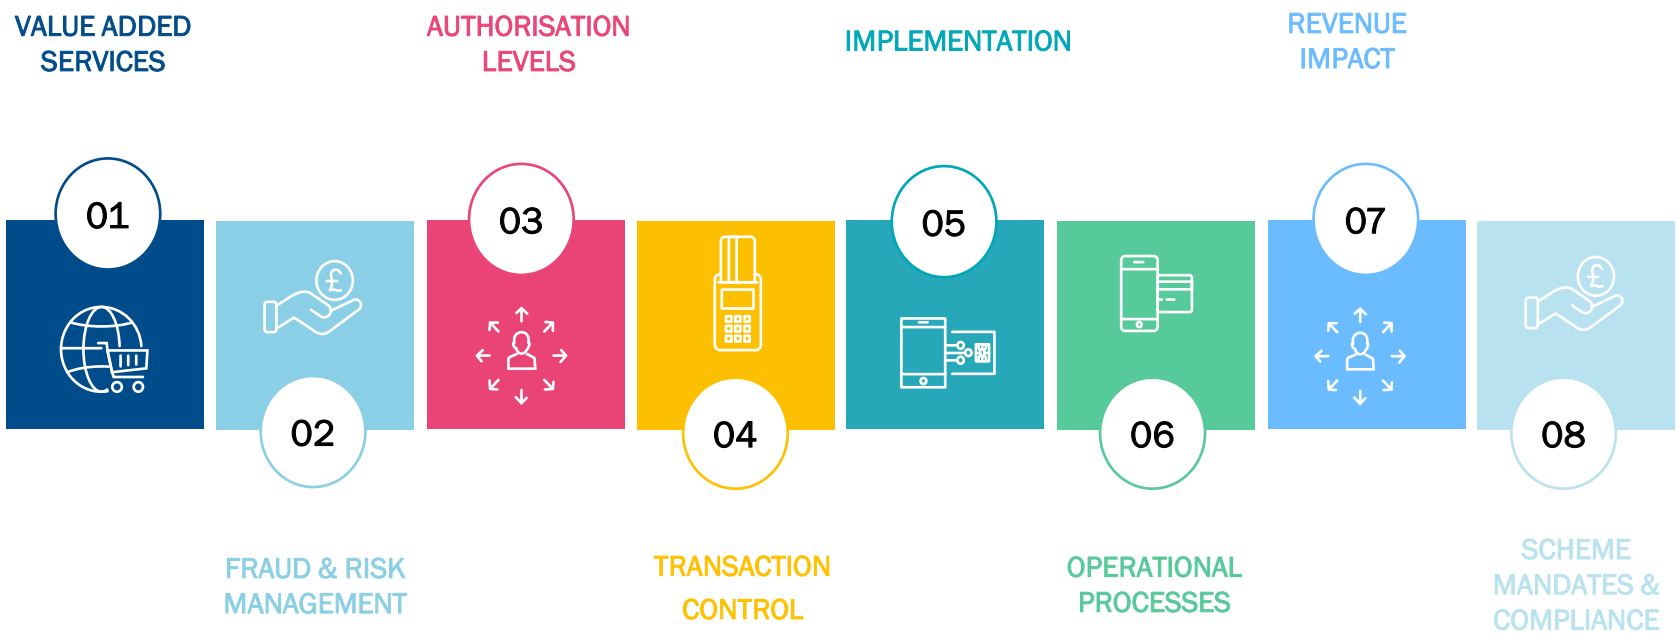 VALUE ADDED
SERVICES
AUTHORISATION
LEVELS
IMPLEMENTATION
REVENUE
IMPACT
01
02
£
03
04
05
06
07
08
£
FRAUD & RISK
MANAGEMENT
TRANSACTION
CONTROL
OPERATIONAL
PROCESSES
SCHEME
MANDATES &
COMPLIANCE